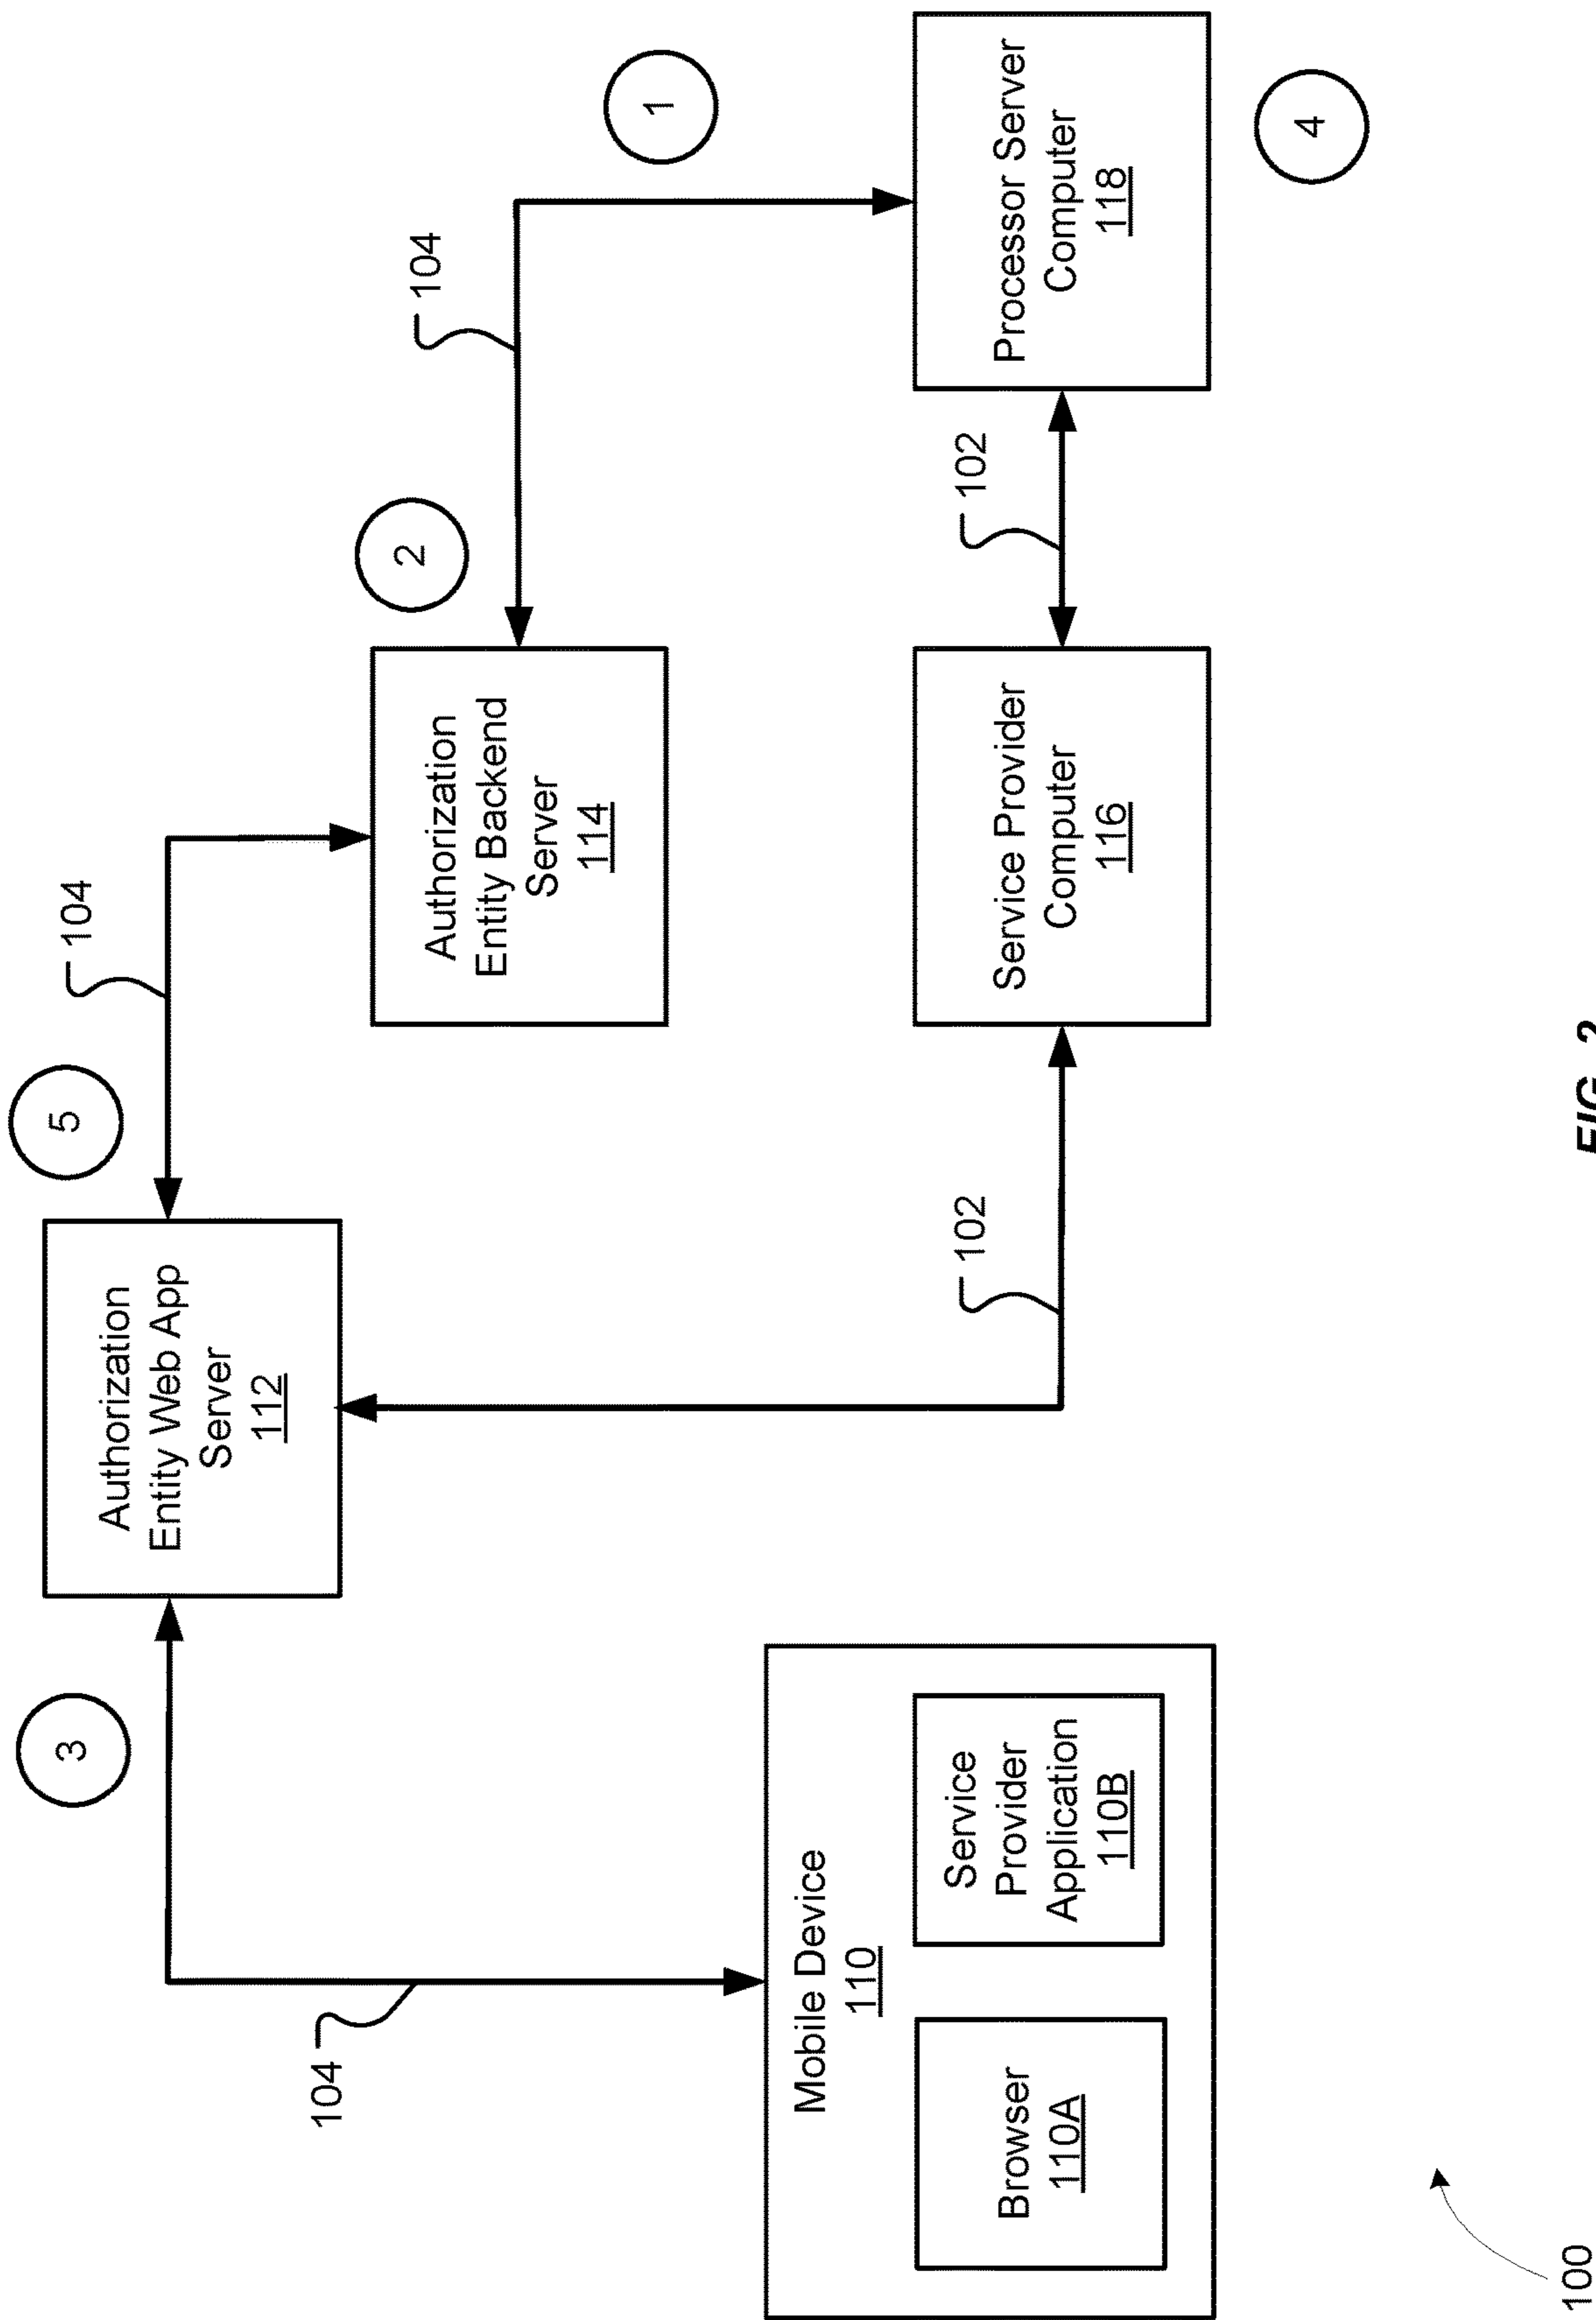 3
5
104
Authorization
Entity Web App
Server
112
2
104
1
104
Authorization
Entity Backend
Server
114
Mobile Device
110
Browser
110A
Service
Provider
Application
110B
102
Service Provider
Computer
116
102
Processor Server
Computer
118
4
100
FIG. 2